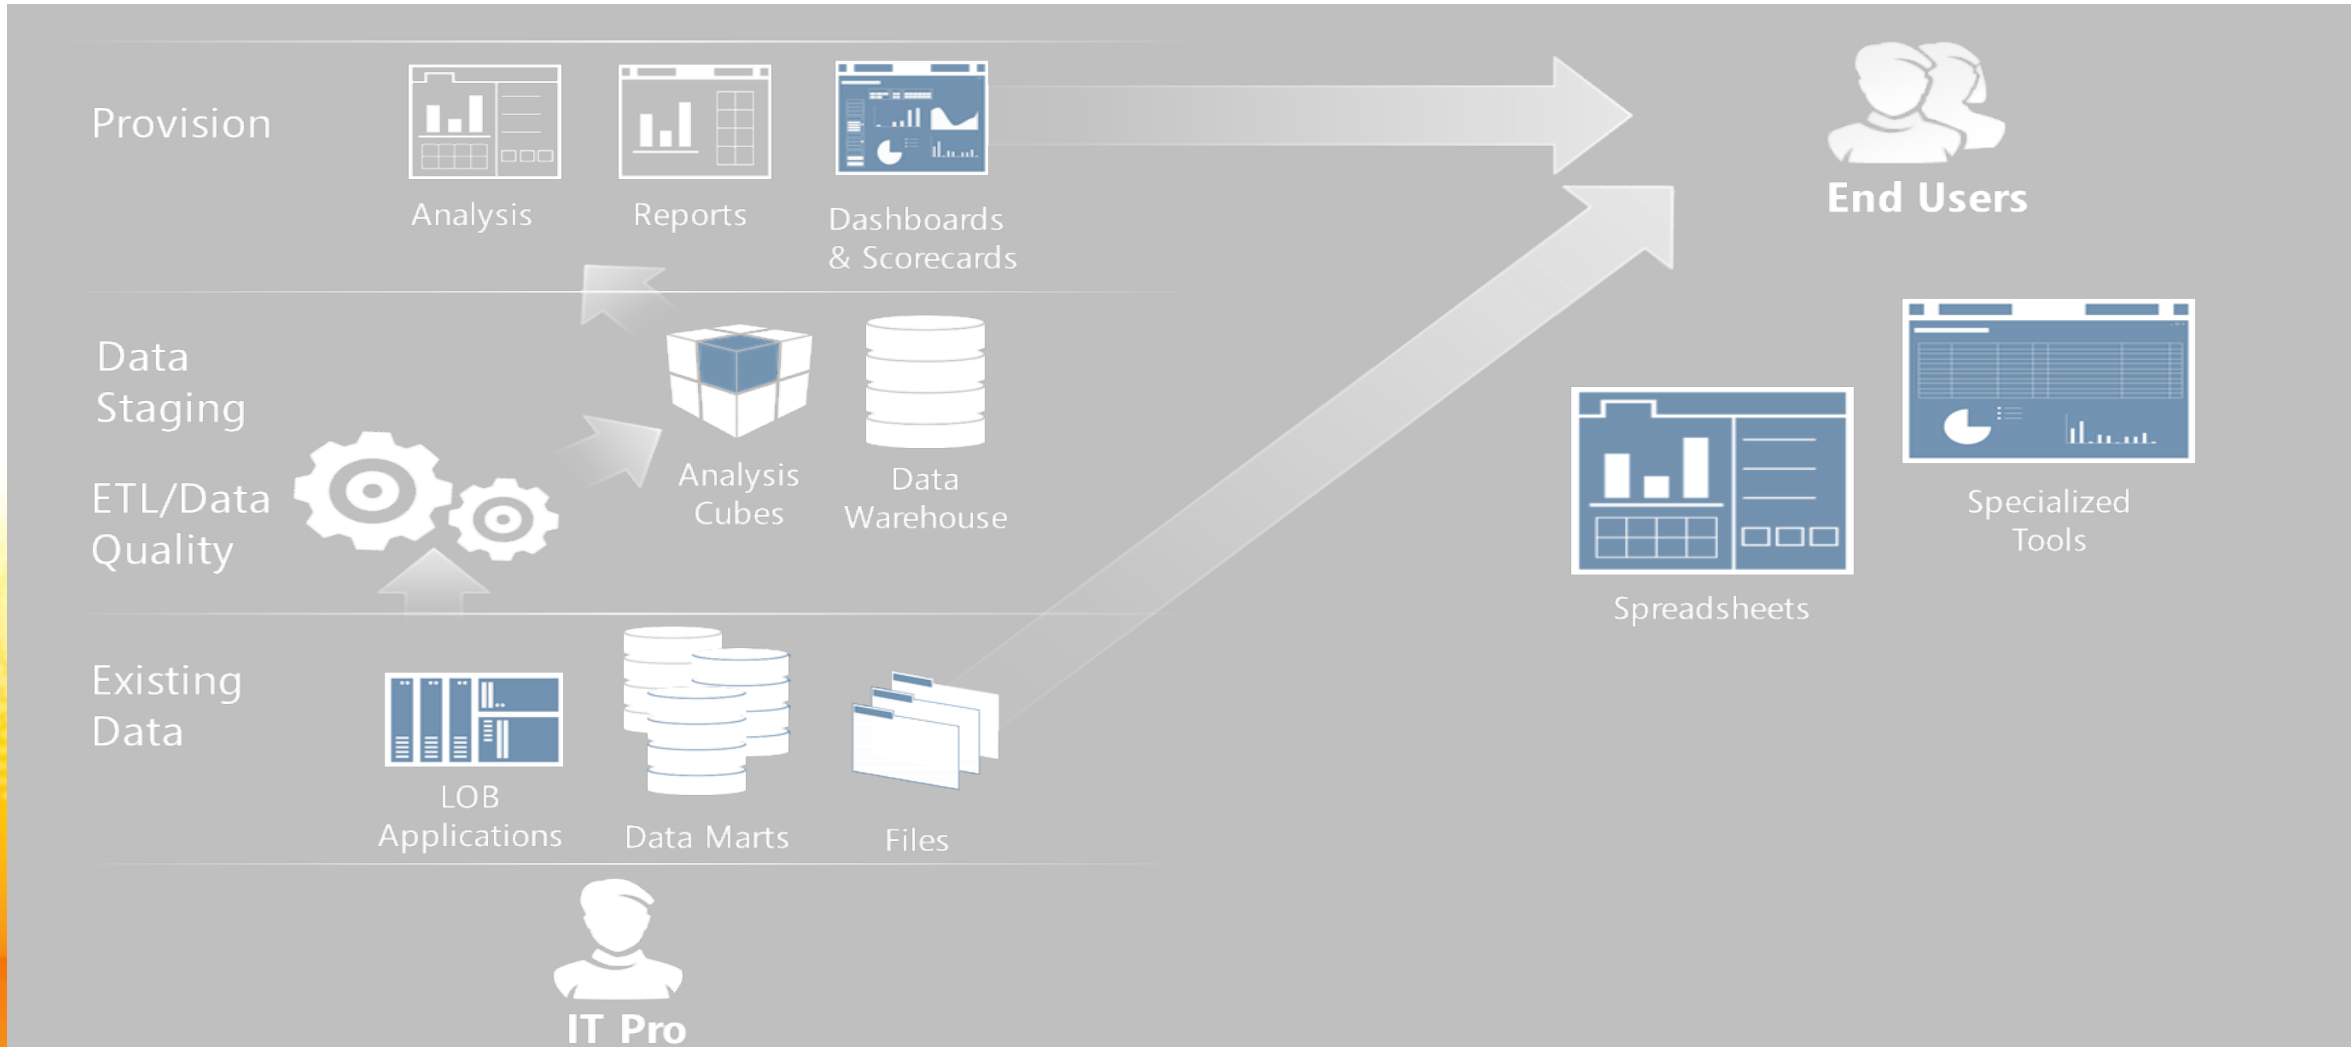 Provision
Analysis
Reports
Dashboards
& Scorecards
End Users
Data
Staging
ETL/Data
Quality
Analysis
Cubes
Data
Warehouse
Spreadsheets
Specialized
Tools
Existing
Data
LOB
Applications
Data Marts
Files
IT Pro